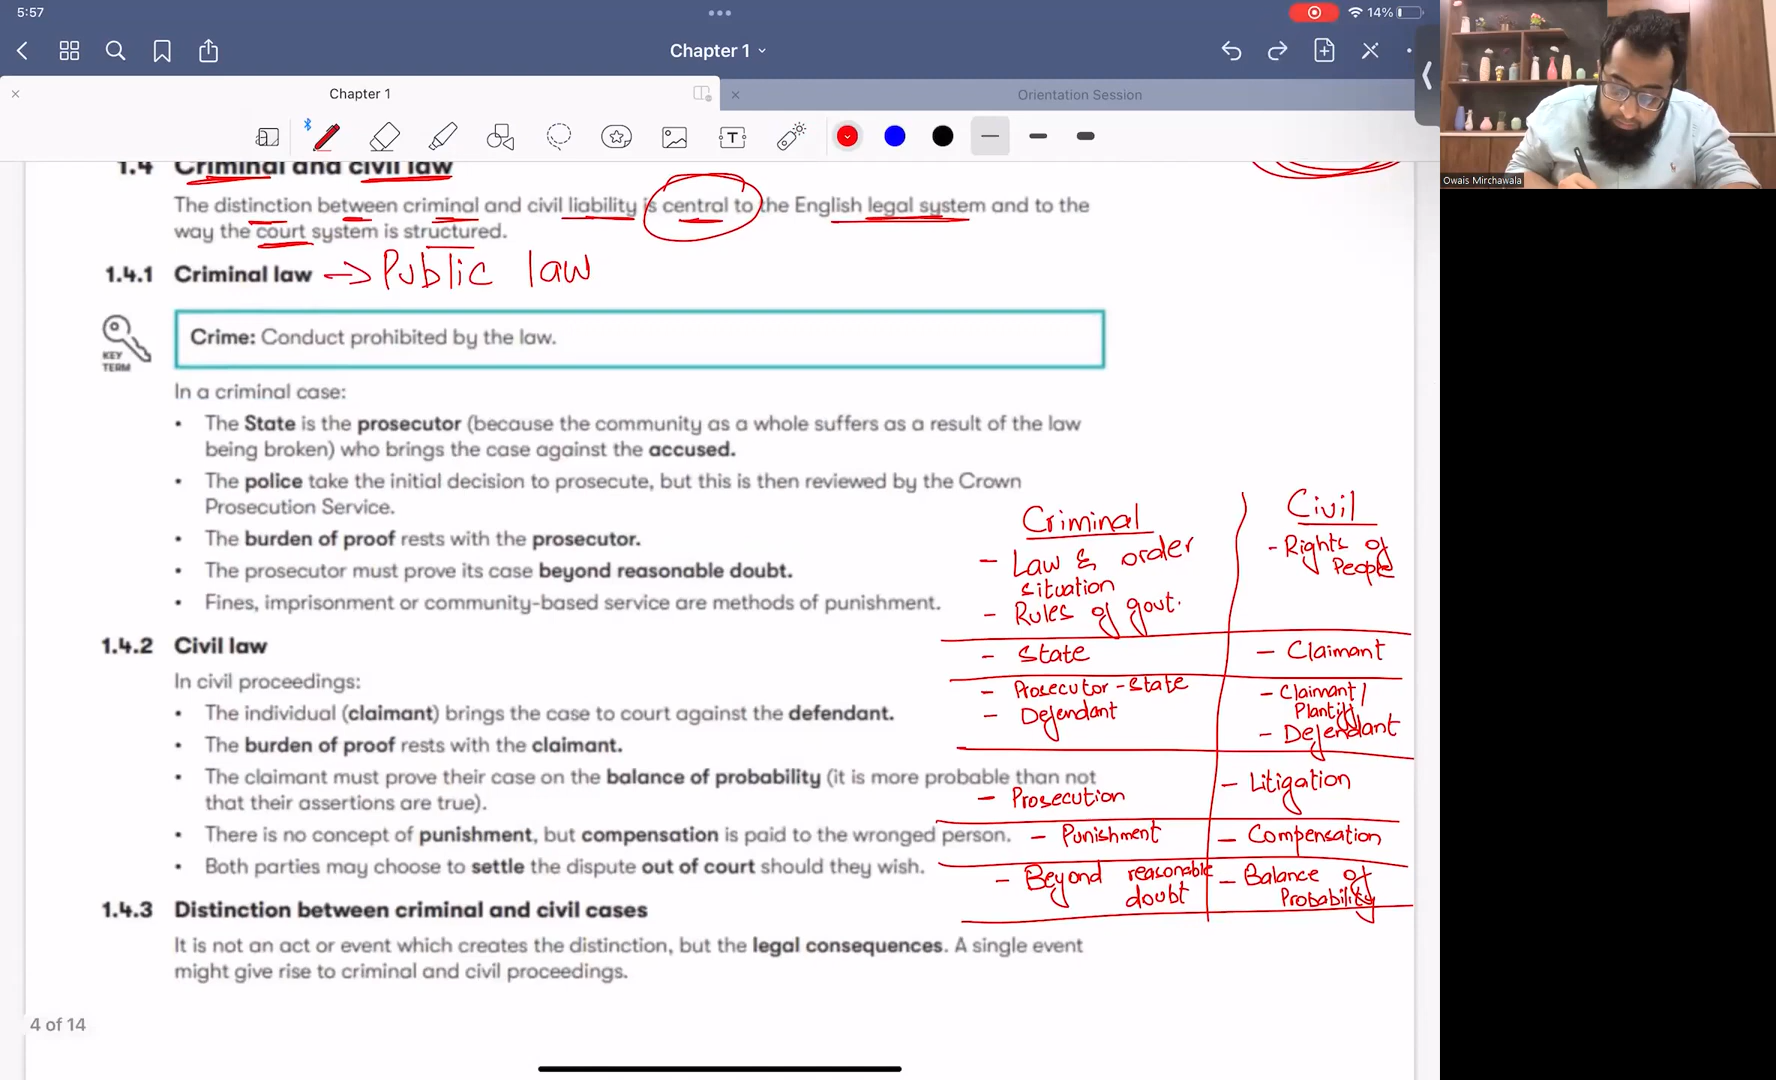 5:57
14%
Chapter 1
Chapter 1
Orientation Session
Owais Mirchawala
1.4 Criminal and civil law
The distinction between criminal and civil liability is central to the English legal system and to the
way the court system is structured.
1.4.1 Criminal law → Public law
KEY
TERM
Crime: Conduct prohibited by the law.
In a criminal case:
• The State is the prosecutor (because the community as a whole suffers as a result of the law
being broken) who brings the case against the accused.
• The police take the initial decision to prosecute, but this is then reviewed by the Crown
Prosecution Service.
• The burden of proof rests with the prosecutor.
• The prosecutor must prove its case beyond reasonable doubt.
• Fines, imprisonment or community-based service are methods of punishment.
1.4.2 Civil law
In civil proceedings:
• The individual (claimant) brings the case to court against the defendant.
• The burden of proof rests with the claimant.
• The claimant must prove their case on the balance of probability (it is more probable than not
that their assertions are true).
• There is no concept of punishment, but compensation is paid to the wronged person.
• Both parties may choose to settle the dispute out of court should they wish.
1.4.3 Distinction between criminal and civil cases
It is not an act or event which creates the distinction, but the legal consequences. A single event
might give rise to criminal and civil proceedings.
Criminal
Civil
- Law & order
situation
- Rules of govt.
- Rights of
People
- State
- Claimant
- Prosecutor - State
- Defendant
- Claimant /
Plantiff
- Defendant
- Prosecution
- Litigation
- Punishment
- Compensation
- Beyond reasonable
doubt
- Balance of
Probability
4 of 14